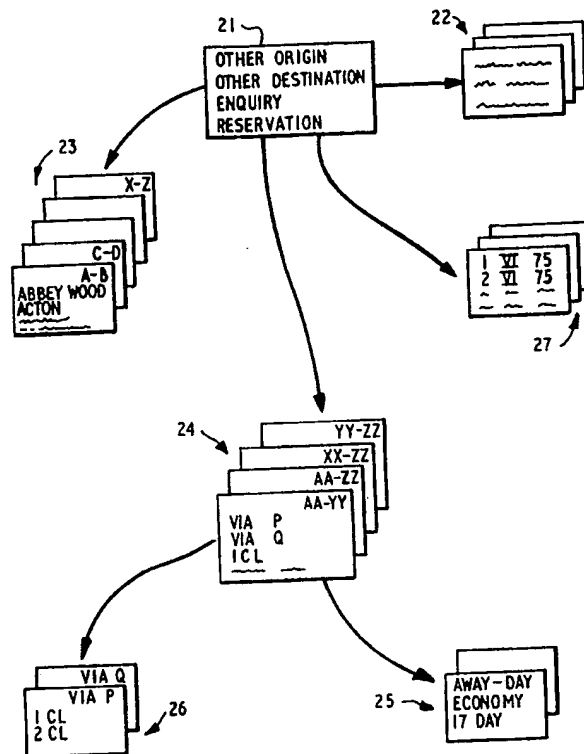 21
OTHER ORIGIN
OTHER DESTINATION
ENQUIRY
RESERVATION
22
23
X-Z
C-D
A-B
ABBEY WOOD
ACTON
1 VI 75
2 VI 75
27
24
YY-ZZ
XX-ZZ
AA-ZZ
AA-YY
VIA P
VIA Q
1 CL
VIA Q
VIA P
1 CL
2 CL
26
25
AWAY-DAY
ECONOMY
17 DAY